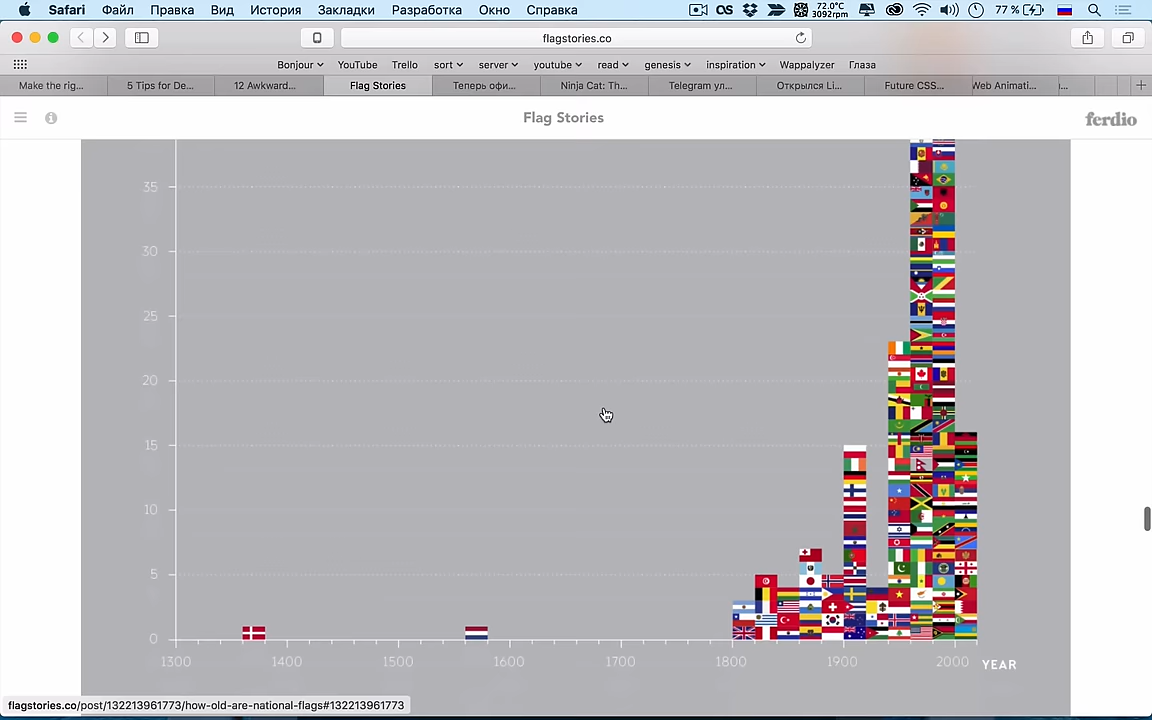 Safari Файл Правка Вид История Закладки Разработка Окно Справка
72.0°C
3092rpm
77 %
flagstories.co
Bonjour YouTube Trello sort server youtube read genesis inspiration Wappalyzer Глаза
Make the rig... 5 Tips for De... 12 Awkward... Flag Stories Теперь офи... Ninja Cat: Th... Telegram ул... Открылся Li... Future CSS... Web Animati...
Flag Stories
ferdio
35
30
25
20
15
10
5
0
1300 1400 1500 1600 1700 1800 1900 2000 YEAR
flagstories.co/post/132213961773/how-old-are-national-flags#132213961773